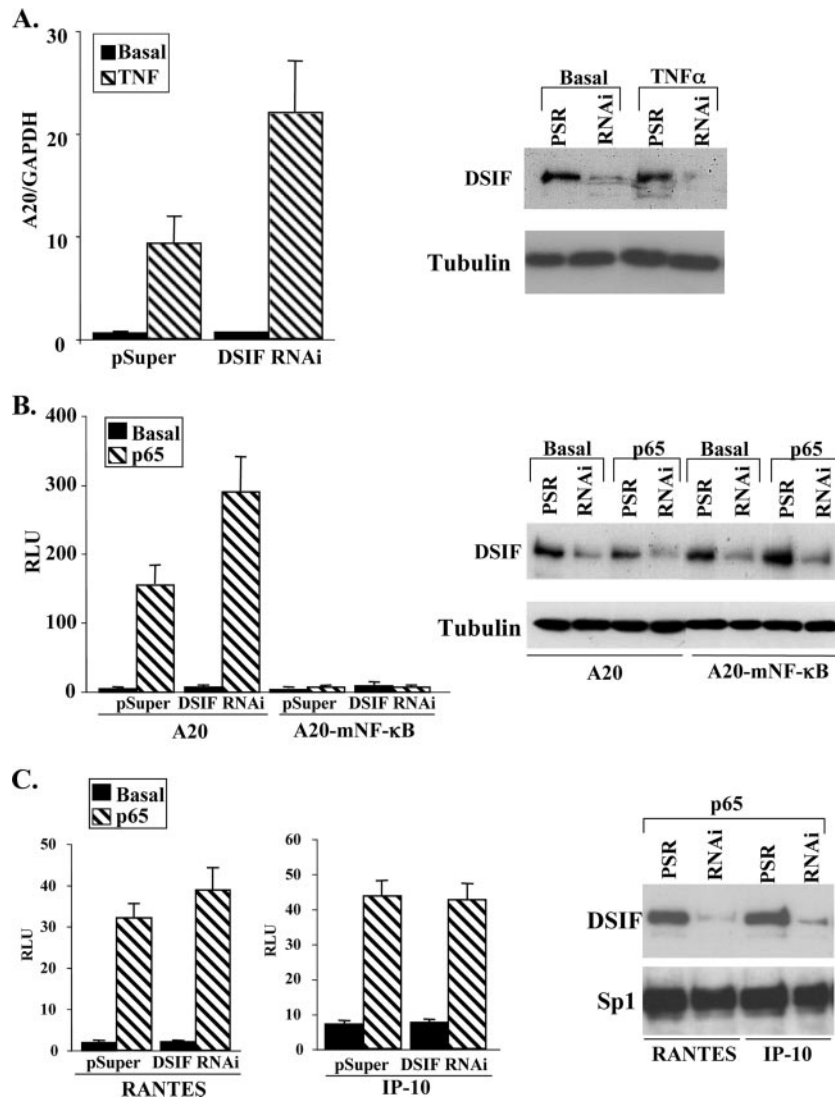 A.
Basal
TNF
30
20
10
0
A20/GAPDH
pSuper DSIF RNAi
Basal TNFα
PSR RNAi PSR RNAi
DSIF
Tubulin
B.
Basal
p65
400
300
200
100
0
RLU
pSuper DSIF RNAi pSuper DSIF RNAi
A20 A20-mNF-κB
Basal p65 Basal p65
PSR RNAi PSR RNAi PSR RNAi PSR RNAi
DSIF
Tubulin
A20 A20-mNF-κB
C.
Basal
p65
50
40
30
20
10
0
RLU
pSuper DSIF RNAi
RANTES
60
50
40
30
20
10
0
RLU
pSuper DSIF RNAi
IP-10
p65
PSR RNAi PSR RNAi
DSIF
Sp1
RANTES IP-10